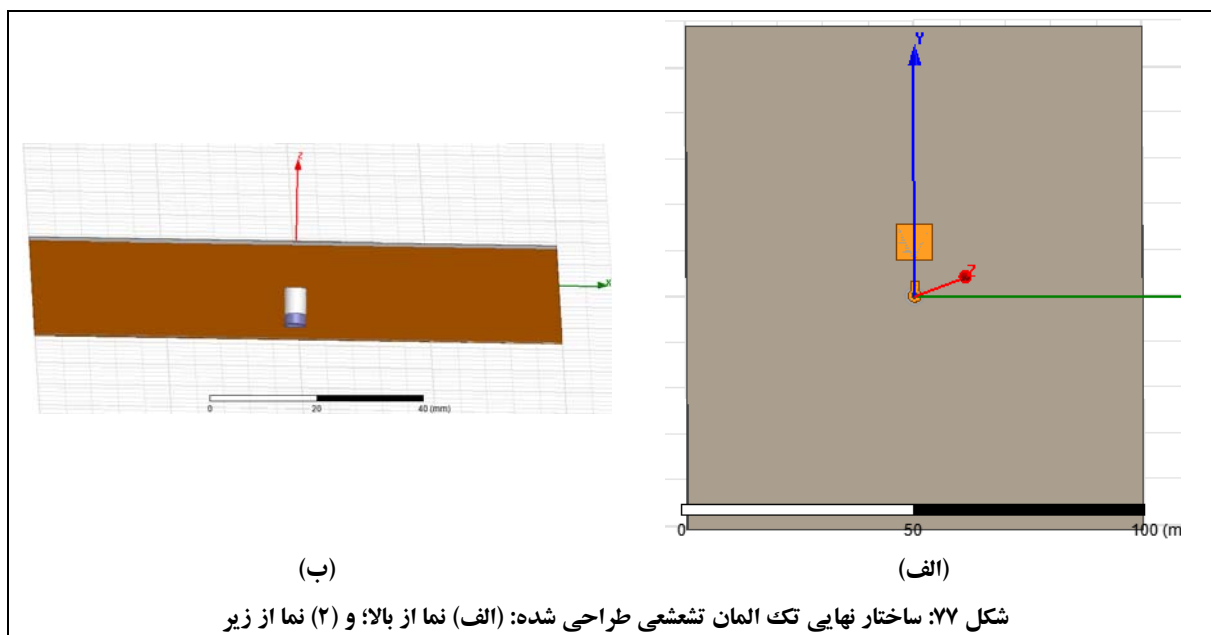 Y
Z
0
50
100 (m
(الف)
Z
X
0
20
40 (mm)
(ب)
شکل ۷۷: ساختار نهایی تک المان تشعشعی طراحی شده: (الف) نما از بالا؛ و (۲) نما از زیر